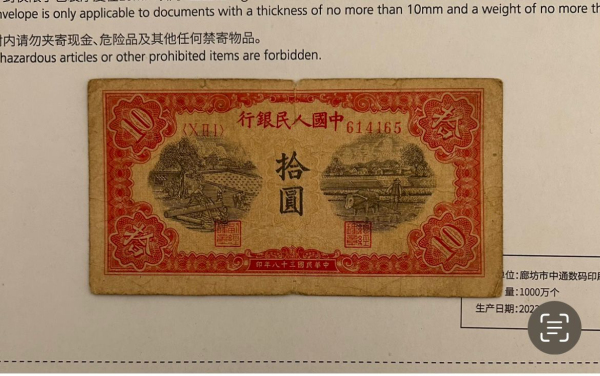 nvelope is only applicable to documents with a thickness of no more than 10mm and a weight of no more th
内请勿夹寄现金、危险品及其他任何禁寄物品。
hazardous articles or other prohibited items are forbidden.
10
行銀民人國中
(XIII)
614165
拾圓
印年八十三國民華中
10
位:廊坊市中通数码印
量:1000万个
生产日期:202